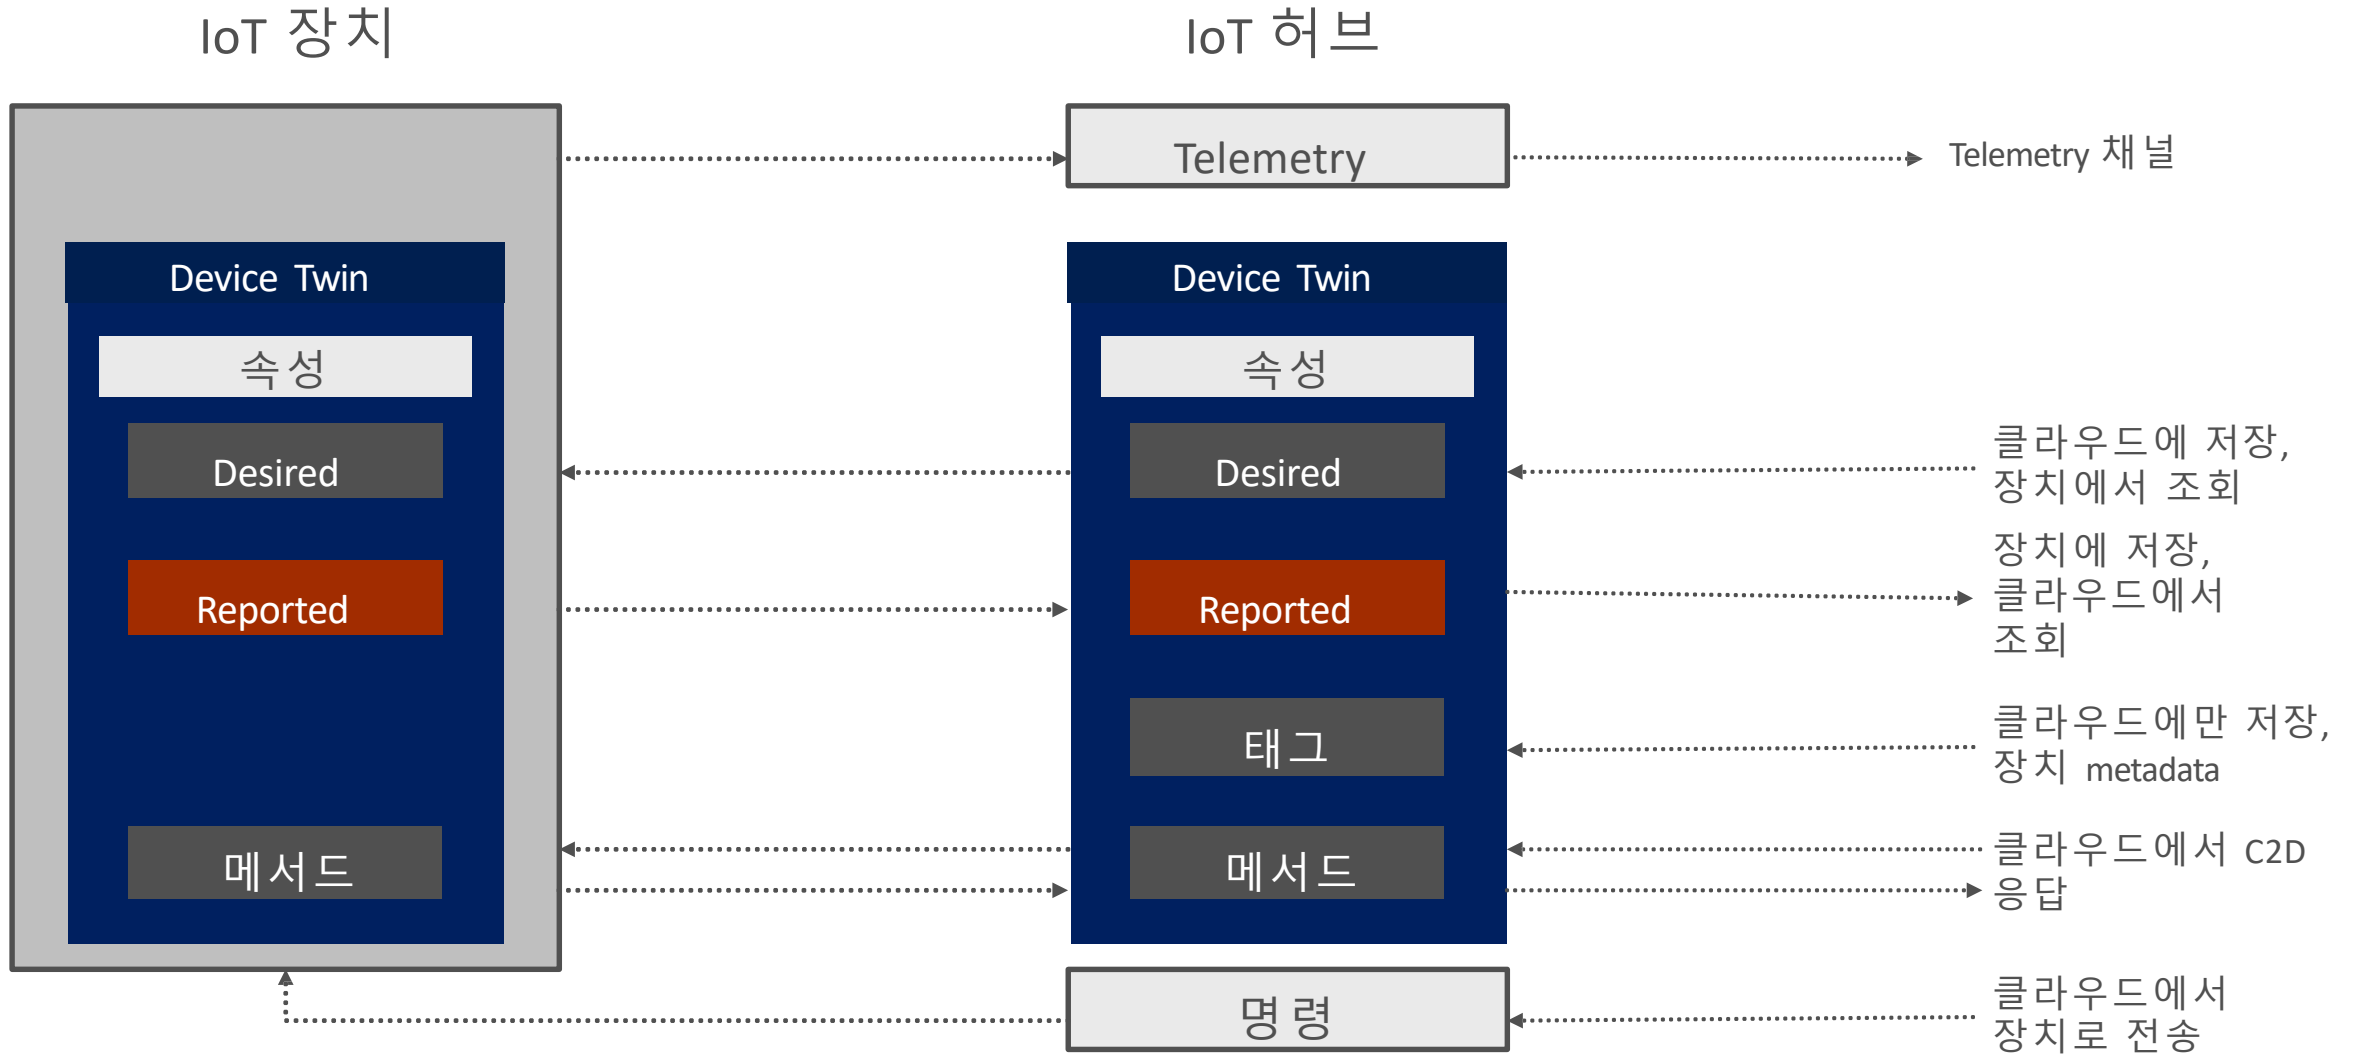 IoT 장치
IoT 허브
Telemetry
Telemetry 채널
Device Twin
Device Twin
속성
속성
Desired
Desired
클라우드에 저장,
장치에서 조회
Reported
Reported
장치에 저장,
클라우드에서
조회
태그
클라우드에만 저장,
장치 metadata
메서드
메서드
클라우드에서 C2D
응답
명령
클라우드에서
장치로 전송